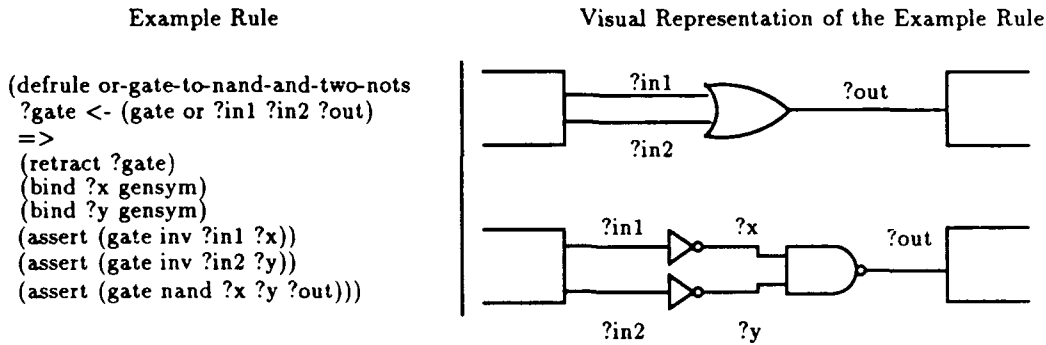 Example Rule
Visual Representation of the Example Rule
(defrule or-gate-to-nand-and-two-nots
?gate <- (gate or ?in1 ?in2 ?out)
=>
(retract ?gate)
(bind ?x gensym)
(bind ?y gensym)
(assert (gate inv ?in1 ?x))
(assert (gate inv ?in2 ?y))
(assert (gate nand ?x ?y ?out)))
?in1
?out
?in2
?in1
?x
?out
?in2
?y